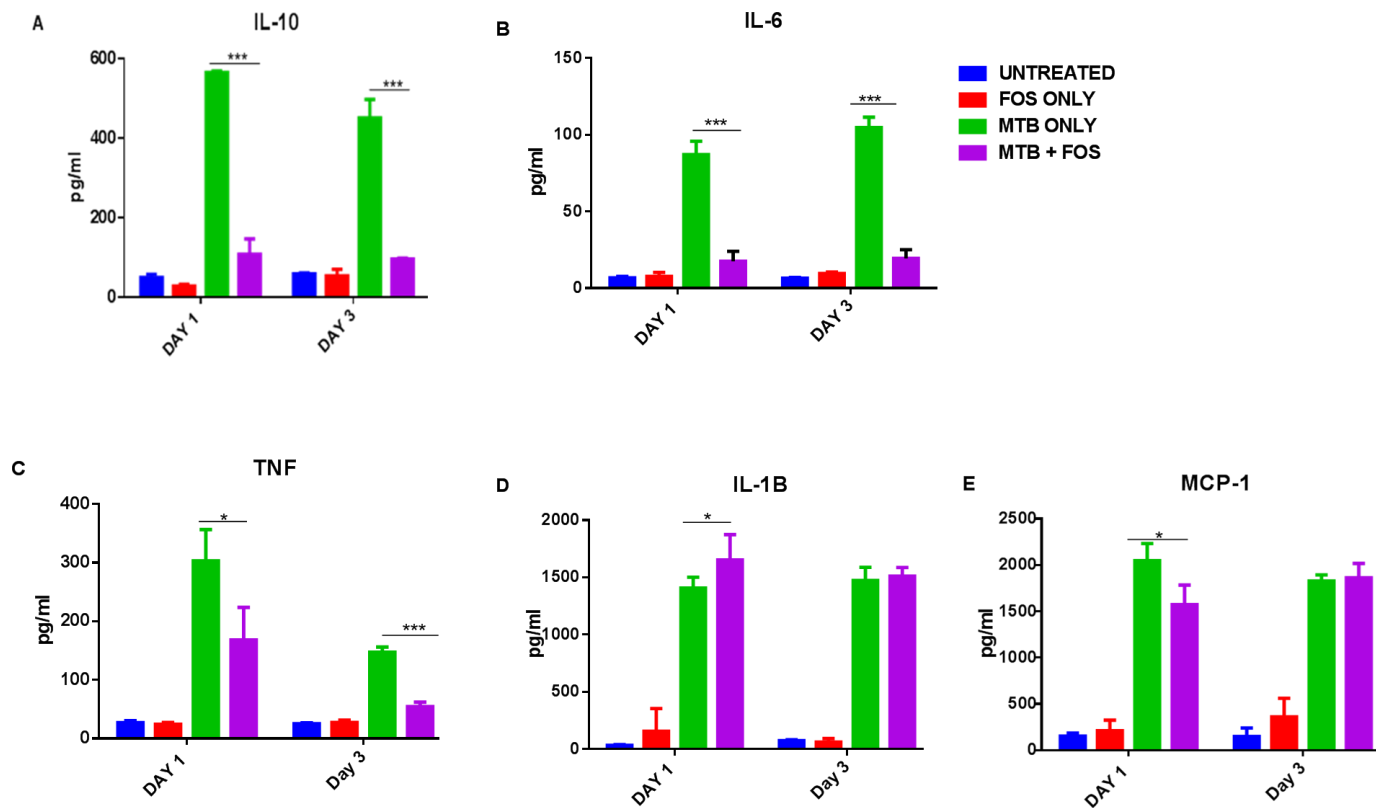 A
IL-10
pg/ml
600
400
200
0
***
***
DAY 1
DAY 3
B
IL-6
pg/ml
150
100
50
0
***
***
DAY 1
DAY 3
UNTREATED
FOS ONLY
MTB ONLY
MTB + FOS
C
TNF
pg/ml
400
300
200
100
0
*
***
DAY 1
Day 3
D
IL-1B
pg/ml
2000
1500
1000
500
0
*
DAY 1
Day 3
E
MCP-1
pg/ml
2500
2000
1500
1000
500
0
*
DAY 1
Day 3